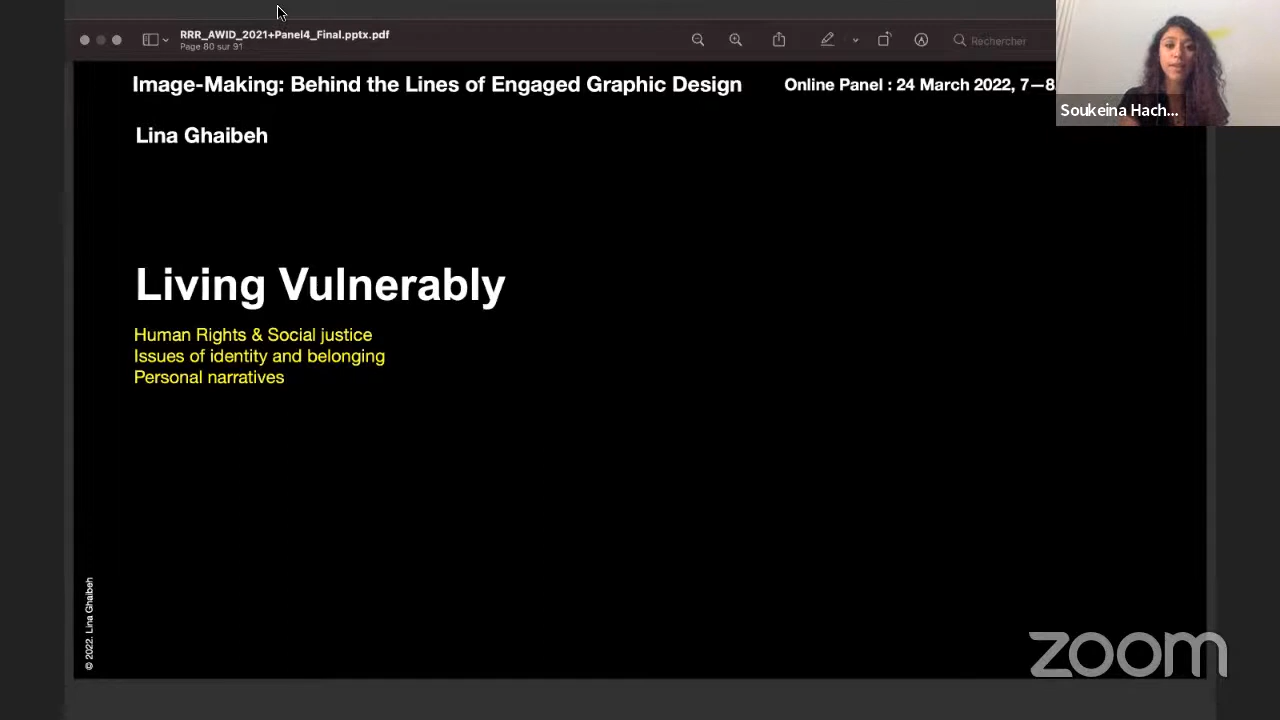 RRR_AWID_2021+Panel4_Final.pptx.pdf
Page 80 sur 91
Rechercher
Image-Making: Behind the Lines of Engaged Graphic Design
Online Panel : 24 March 2022, 7—8
Soukeina Hach...
Lina Ghaibeh
Living Vulnerably
Human Rights & Social justice
Issues of identity and belonging
Personal narratives
© 2022. Lina Ghaibeh
zoom